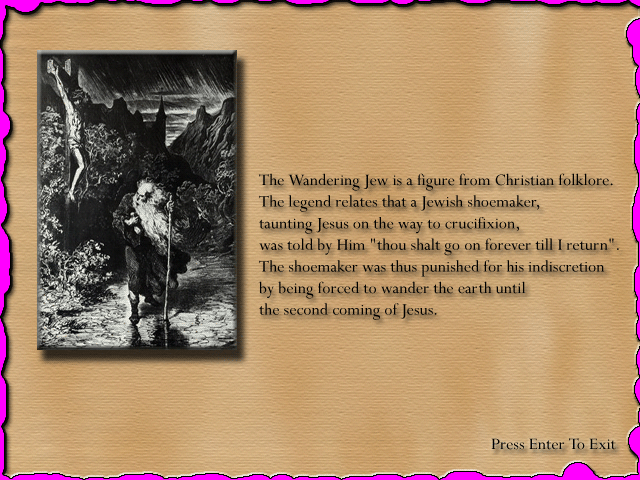 The Wandering Jew is a figure from Christian folklore.
The legend relates that a Jewish shoemaker,
taunting Jesus on the way to crucifixion,
was told by Him "thou shalt go on forever till I return".
The shoemaker was thus punished for his indiscretion
by being forced to wander the earth until
the second coming of Jesus.
Press Enter To Exit